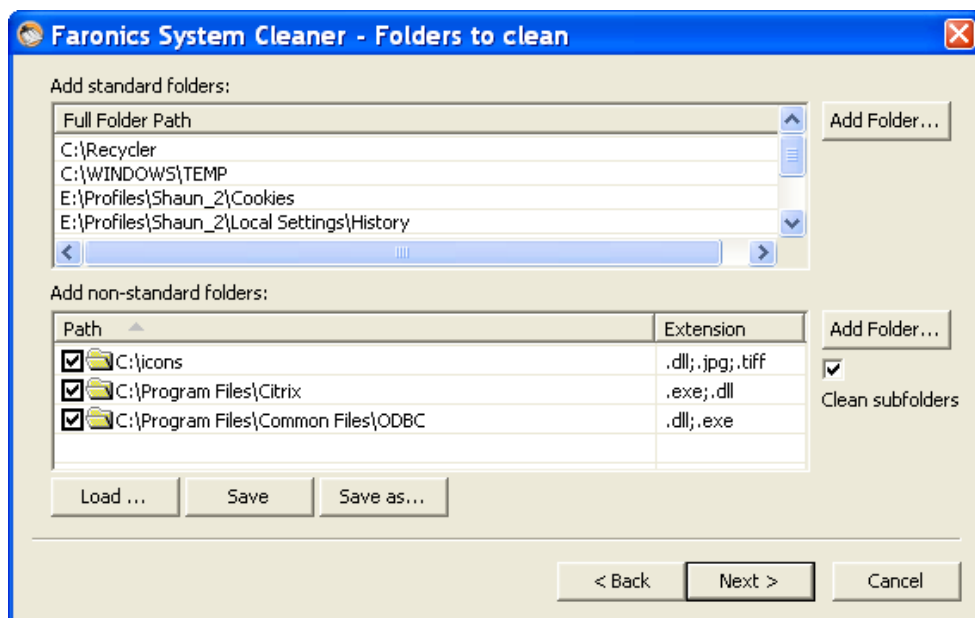 Faronics System Cleaner - Folders to clean
Add standard folders:
Full Folder Path
Add Folder...
C:\Recycler
C:\WINDOWS\TEMP
E:\Profiles\Shaun_2\Cookies
E:\Profiles\Shaun_2\Local Settings\History
Add non-standard folders:
Path Extension
Add Folder...
C:\icons .dll;.jpg;.tiff
C:\Program Files\Citrix .exe;.dll
Clean subfolders
C:\Program Files\Common Files\ODBC .dll;.exe
Load ... Save Save as...
< Back Next > Cancel